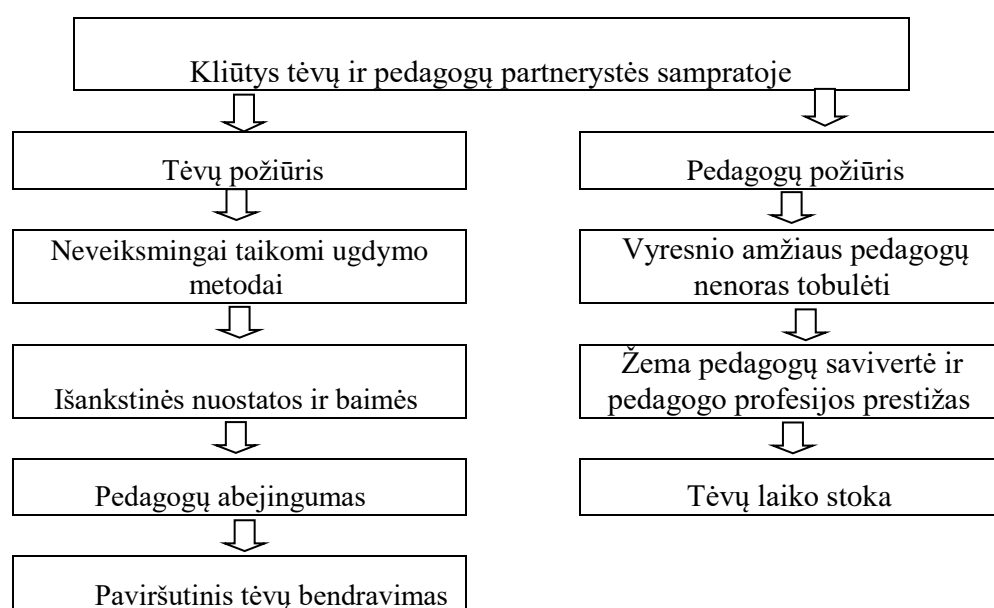 Kliūtys tėvų ir pedagogų partnerystės sampratoje
Tėvų požiūris
Neveiksmingai taikomi ugdymo
metodai
Išankstinės nuostatos ir baimės
Pedagogų abejingumas
Paviršutinis tėvų bendravimas
Pedagogų požiūris
Vyresnio amžiaus pedagogų
nenoras tobulėti
Žema pedagogų savivertė ir
pedagogo profesijos prestižas
Tėvų laiko stoka